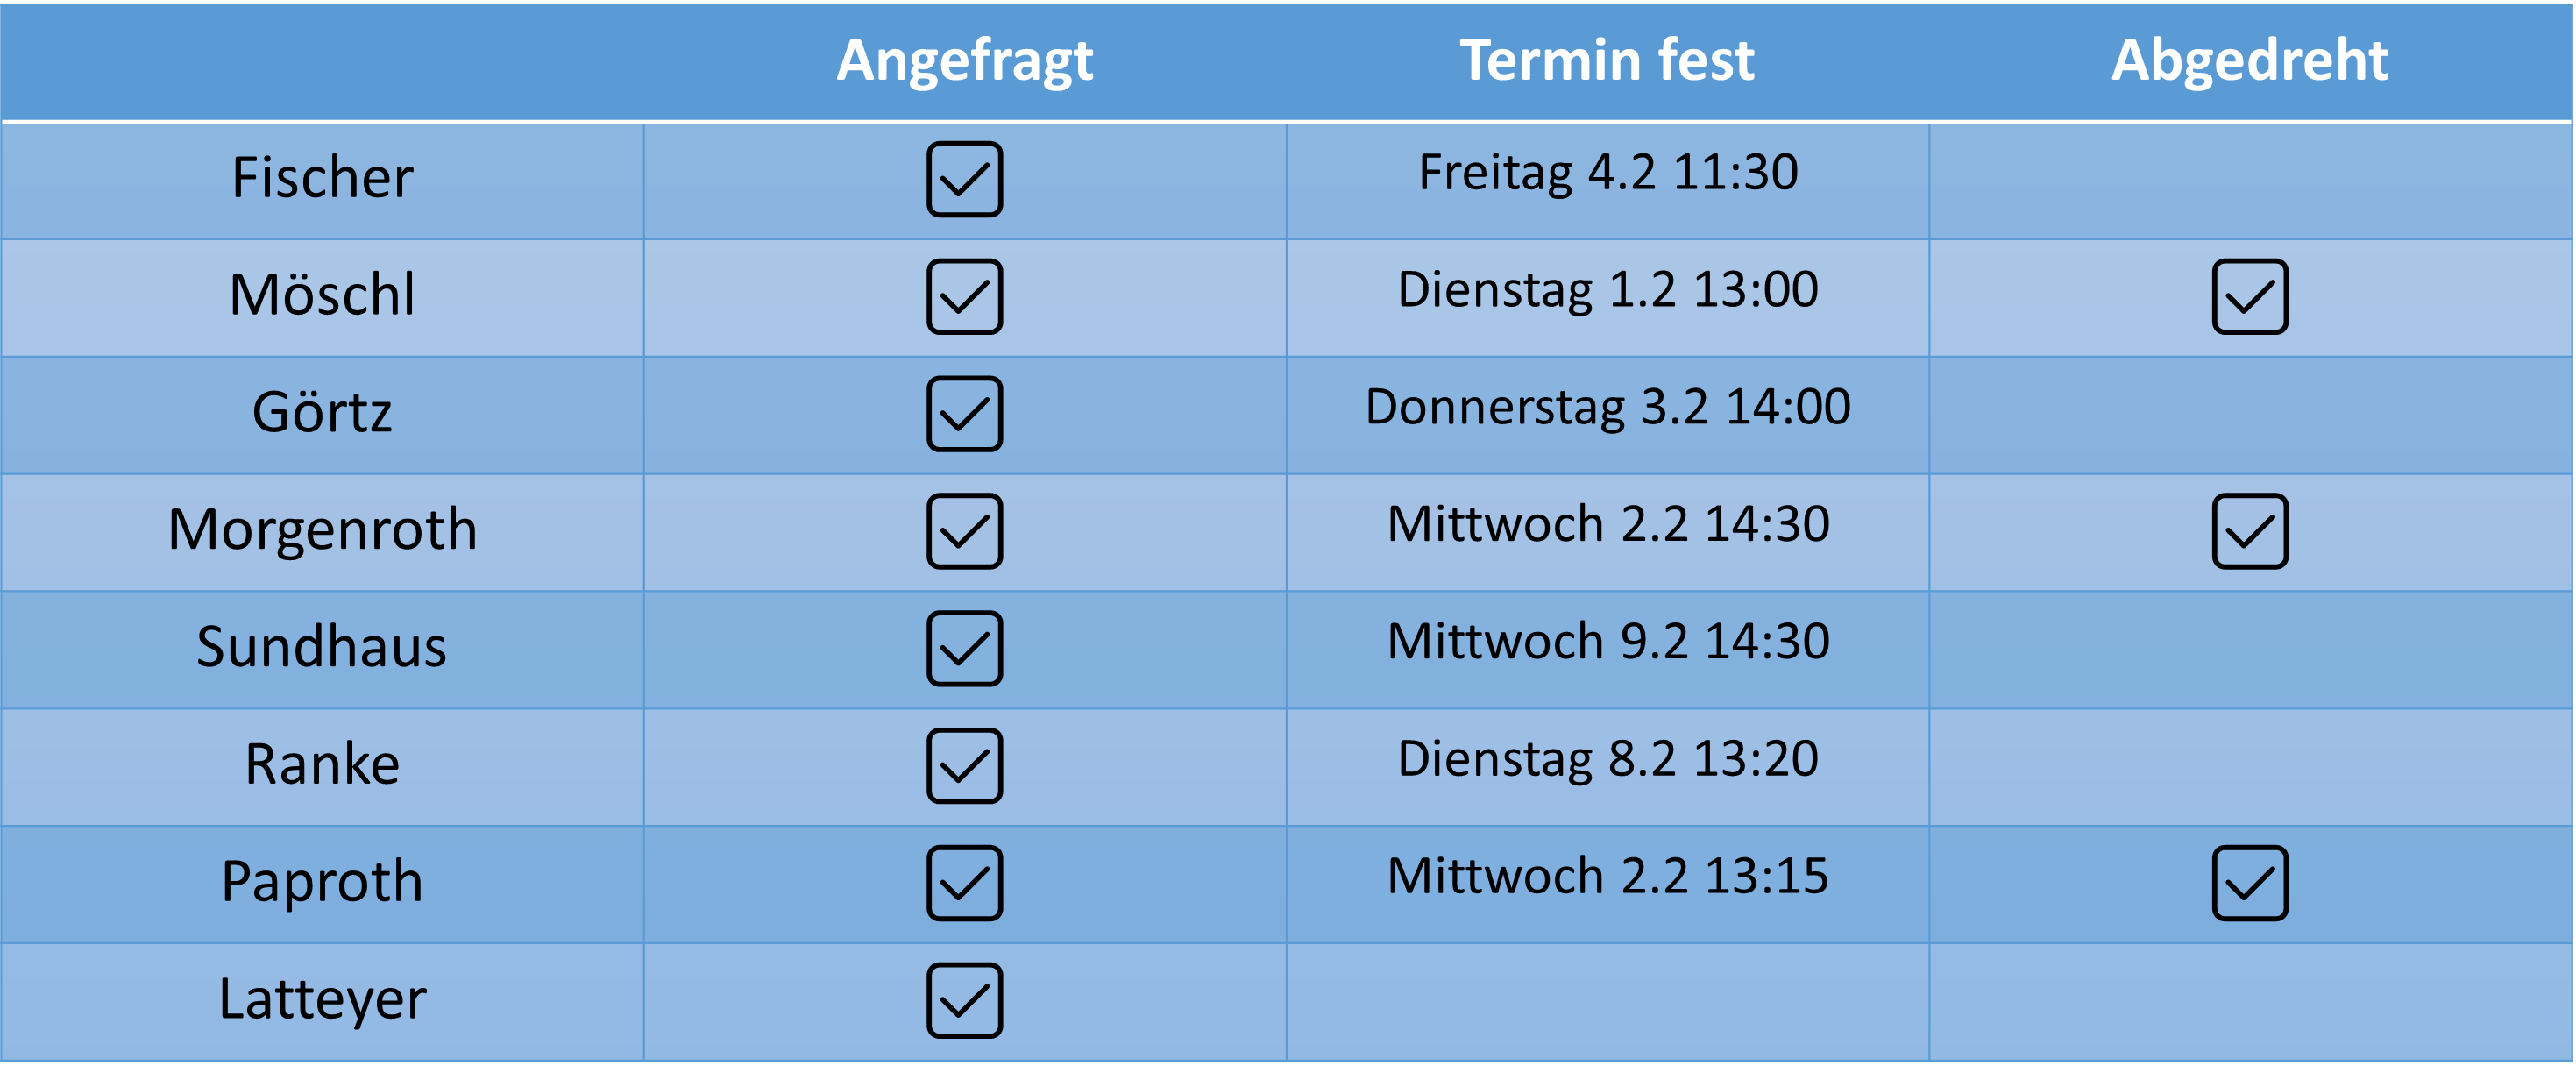 Angefragt Termin fest Abgedreht
Fischer Freitag 4.2 11:30
Möschl Dienstag 1.2 13:00
Görtz Donnerstag 3.2 14:00
Morgenroth Mittwoch 2.2 14:30
Sundhaus Mittwoch 9.2 14:30
Ranke Dienstag 8.2 13:20
Paproth Mittwoch 2.2 13:15
Latteyer